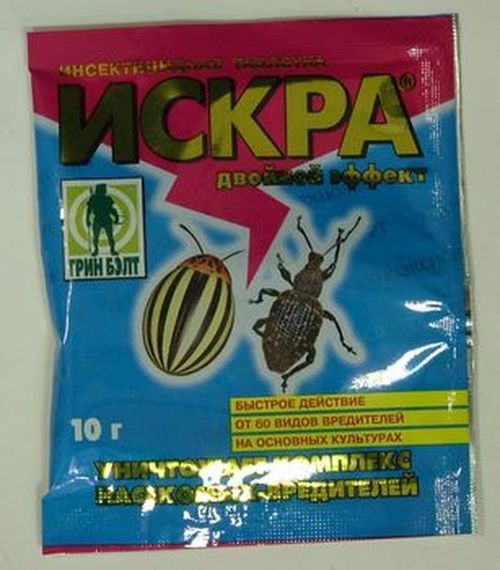 ИНСЕКТИЦИДНАЯ ТАБЛЕТКА
ИСКРА®
двойной эффект
ГРИН БЭЛТ
БЫСТРОЕ ДЕЙСТВИЕ
ОТ 60 ВИДОВ ВРЕДИТЕЛЕЙ
НА ОСНОВНЫХ КУЛЬТУРАХ
10 г
УНИЧТОЖАЕТ КОМПЛЕКС
НАСЕКОМЫХ-ВРЕДИТЕЛЕЙ